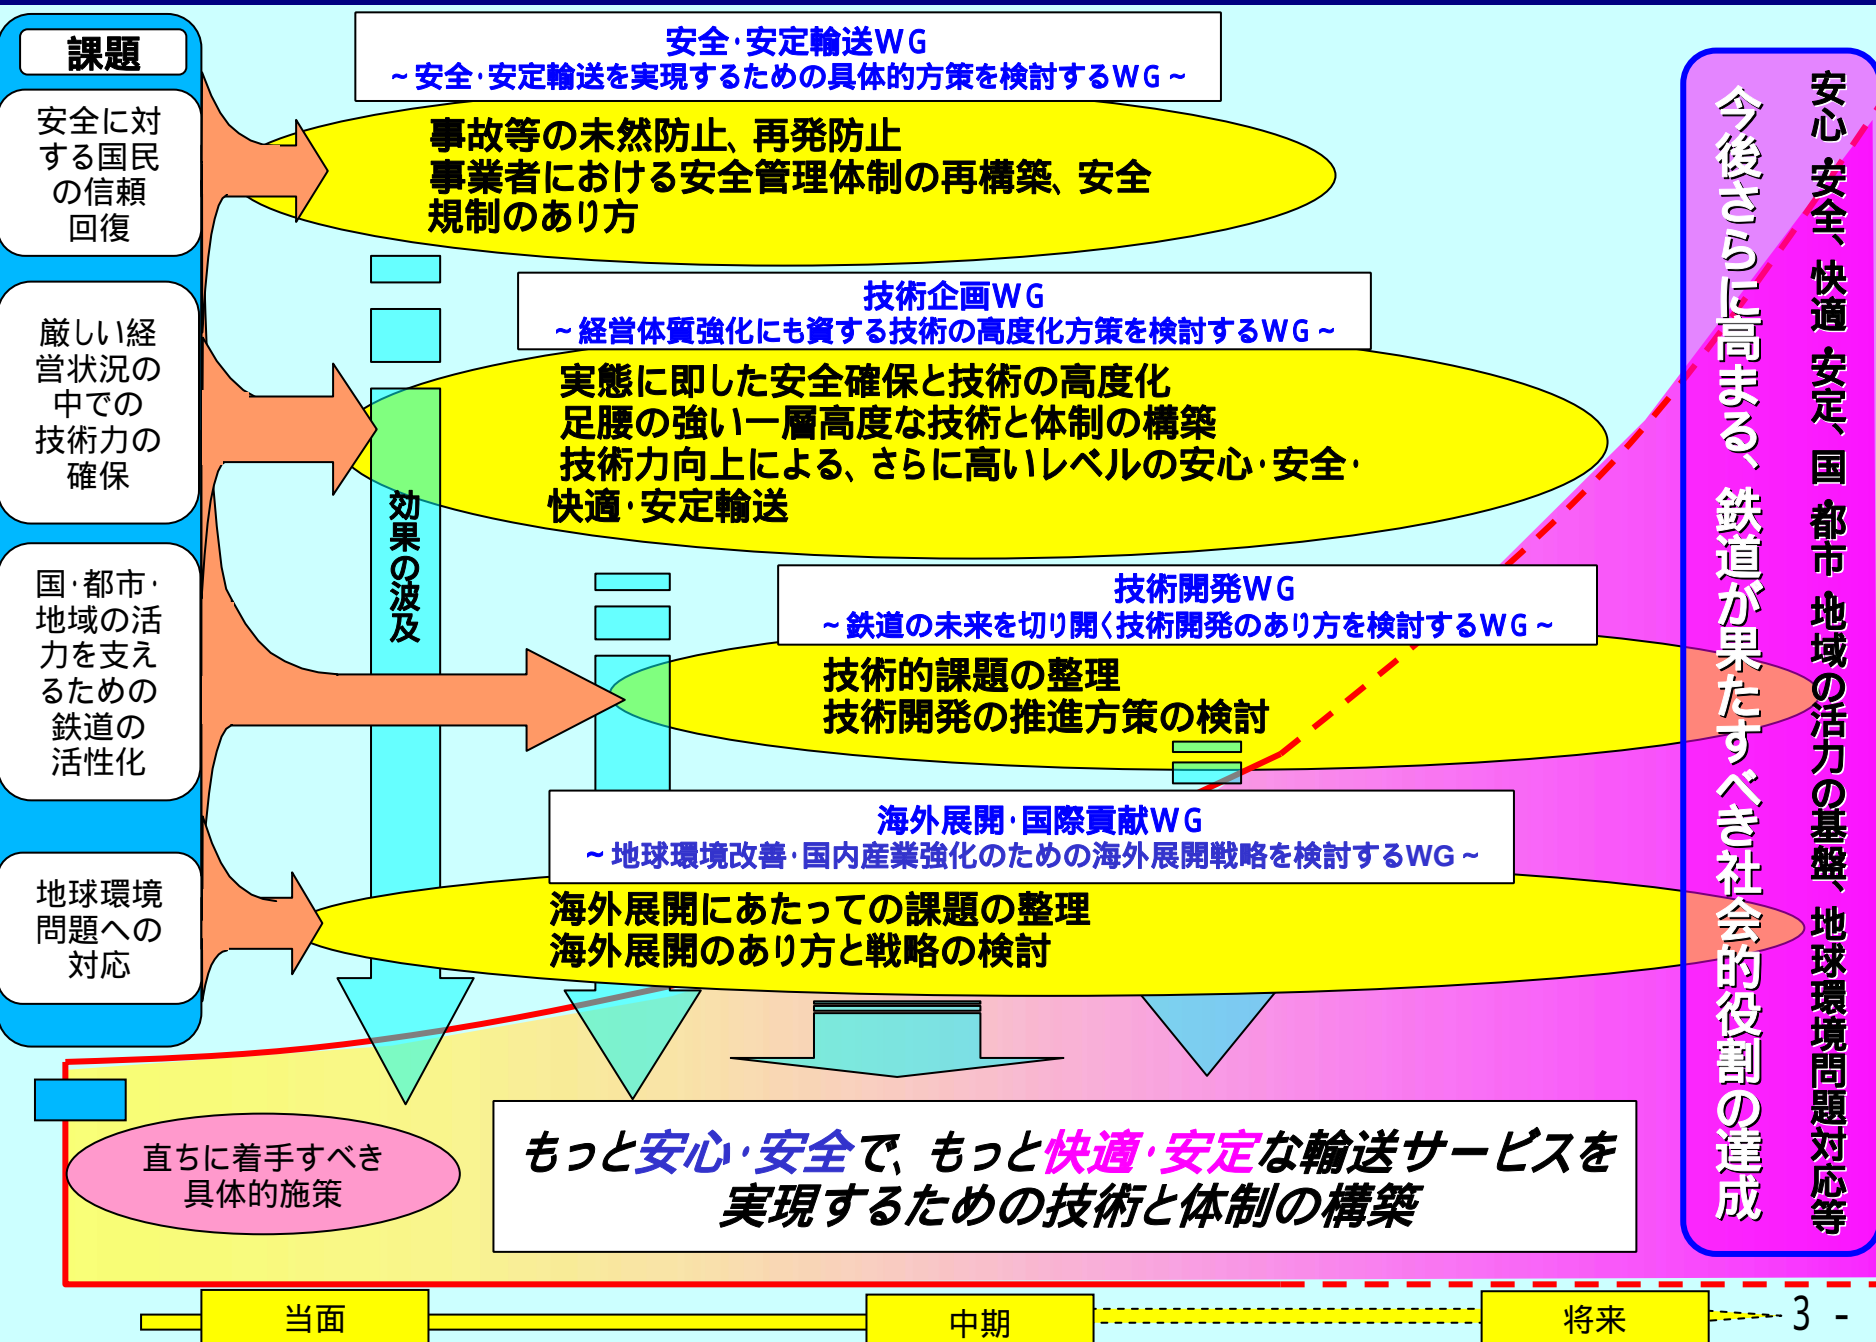 課題
安全に対
する国民
の信頼
回復
厳しい経
営状況の
中での
技術力の
確保
国・都市・
地域の活
力を支え
るための
鉄道の
活性化
地球環境
問題への
対応
安全・安定輸送WG
~安全・安定輸送を実現するための具体的方策を検討するWG~
事故等の未然防止、再発防止
事業者における安全管理体制の再構築、安全
規制のあり方
技術企画WG
~経営体質強化にも資する技術の高度化方策を検討するWG~
実態に即した安全確保と技術の高度化
足腰の強い一層高度な技術と体制の構築
技術力向上による、さらに高いレベルの安心・安全・
快適・安定輸送
効果の波及
技術開発WG
~鉄道の未来を切り開く技術開発のあり方を検討するWG~
技術的課題の整理
技術開発の推進方策の検討
海外展開・国際貢献WG
~地球環境改善・国内産業強化のための海外展開戦略を検討するWG~
海外展開にあたっての課題の整理
海外展開のあり方と戦略の検討
安心・安全、快適・安定、国・都市・地域の活力の基盤、地球環境問題対応等
今後さらに高まる、鉄道が果たすべき社会的役割の達成
直ちに着手すべき
具体的施策
もっと安心・安全で、もっと快適・安定な輸送サービスを
実現するための技術と体制の構築
当面
中期
将来
3 -